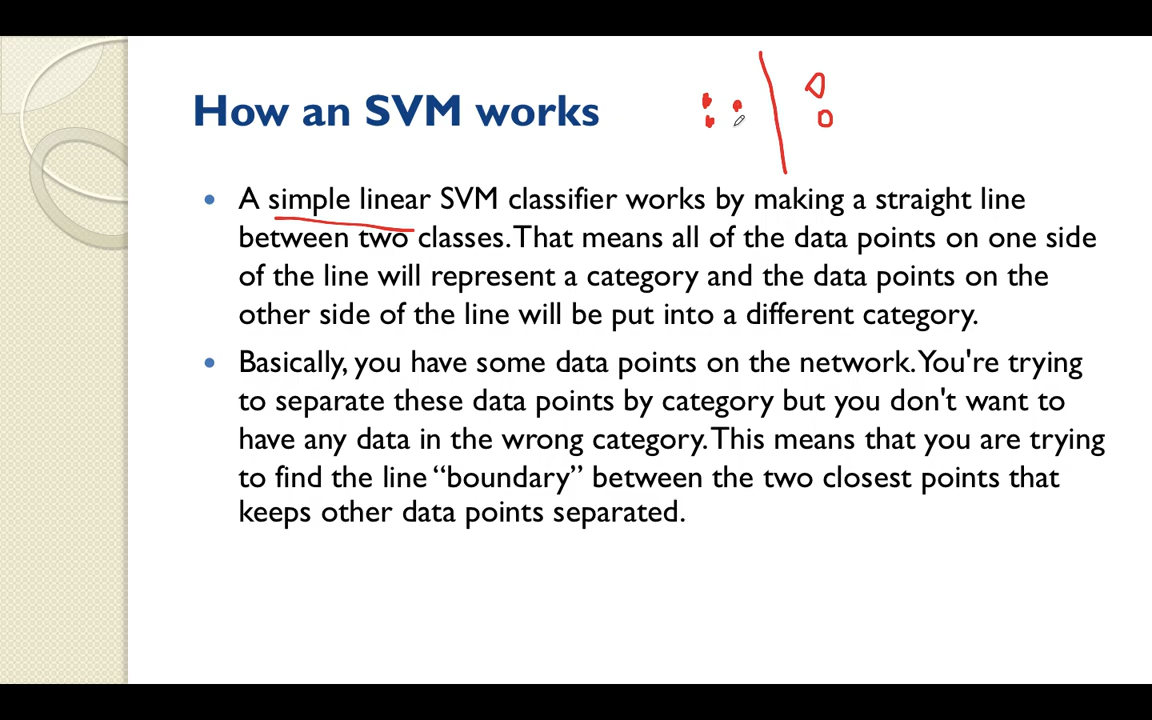 How an SVM works
• A simple linear SVM classifier works by making a straight line
between two classes. That means all of the data points on one side
of the line will represent a category and the data points on the
other side of the line will be put into a different category.
• Basically, you have some data points on the network. You're trying
to separate these data points by category but you don't want to
have any data in the wrong category. This means that you are trying
to find the line “boundary” between the two closest points that
keeps other data points separated.